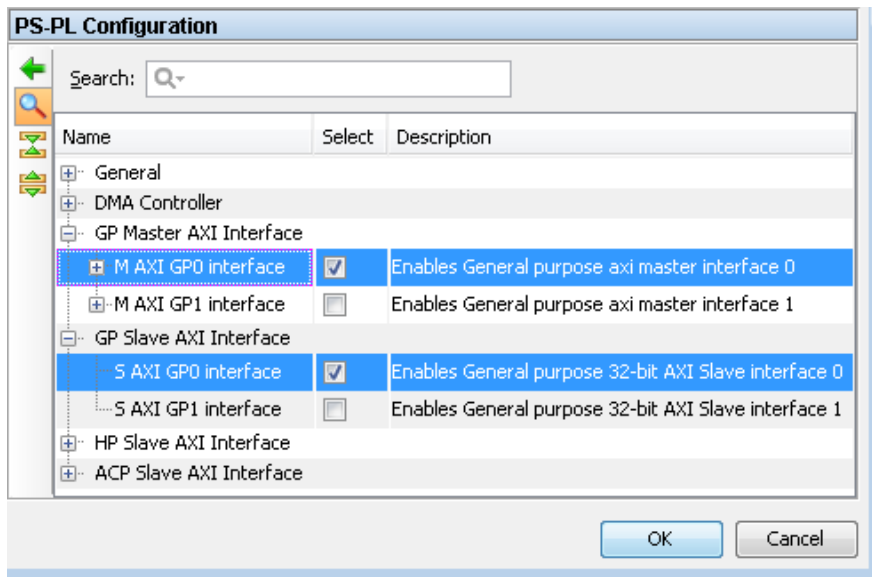 PS-PL Configuration
Search:
Name Select Description
General
DMA Controller
GP Master AXI Interface
M AXI GP0 interface Enables General purpose axi master interface 0
M AXI GP1 interface Enables General purpose axi master interface 1
GP Slave AXI Interface
S AXI GP0 interface Enables General purpose 32-bit AXI Slave interface 0
S AXI GP1 interface Enables General purpose 32-bit AXI Slave interface 1
HP Slave AXI Interface
ACP Slave AXI Interface
OK Cancel